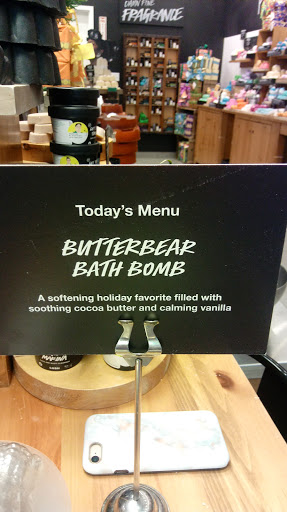 OWN FINE
FRAGRANCE
Today's Menu
BUTTERBEAR
BATH BOMB
A softening holiday favorite filled with
soothing cocoa butter and calming vanilla